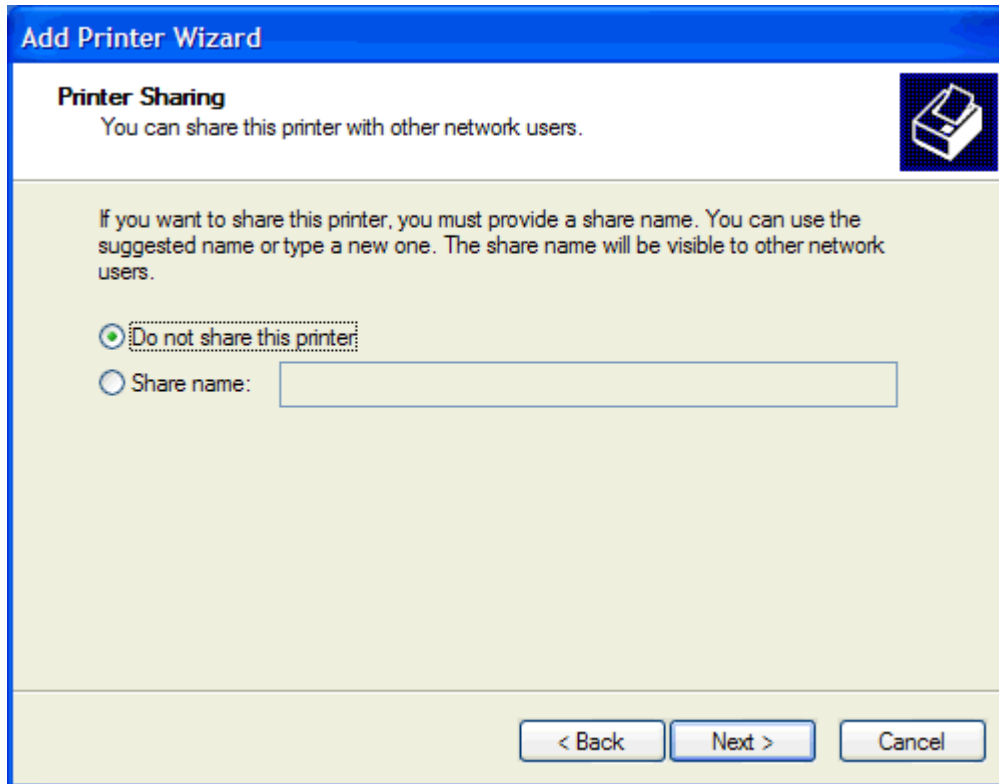 Add Printer Wizard
Printer Sharing
You can share this printer with other network users.
If you want to share this printer, you must provide a share name. You can use the
suggested name or type a new one. The share name will be visible to other network
users.
Do not share this printer
Share name:
< Back
Next >
Cancel